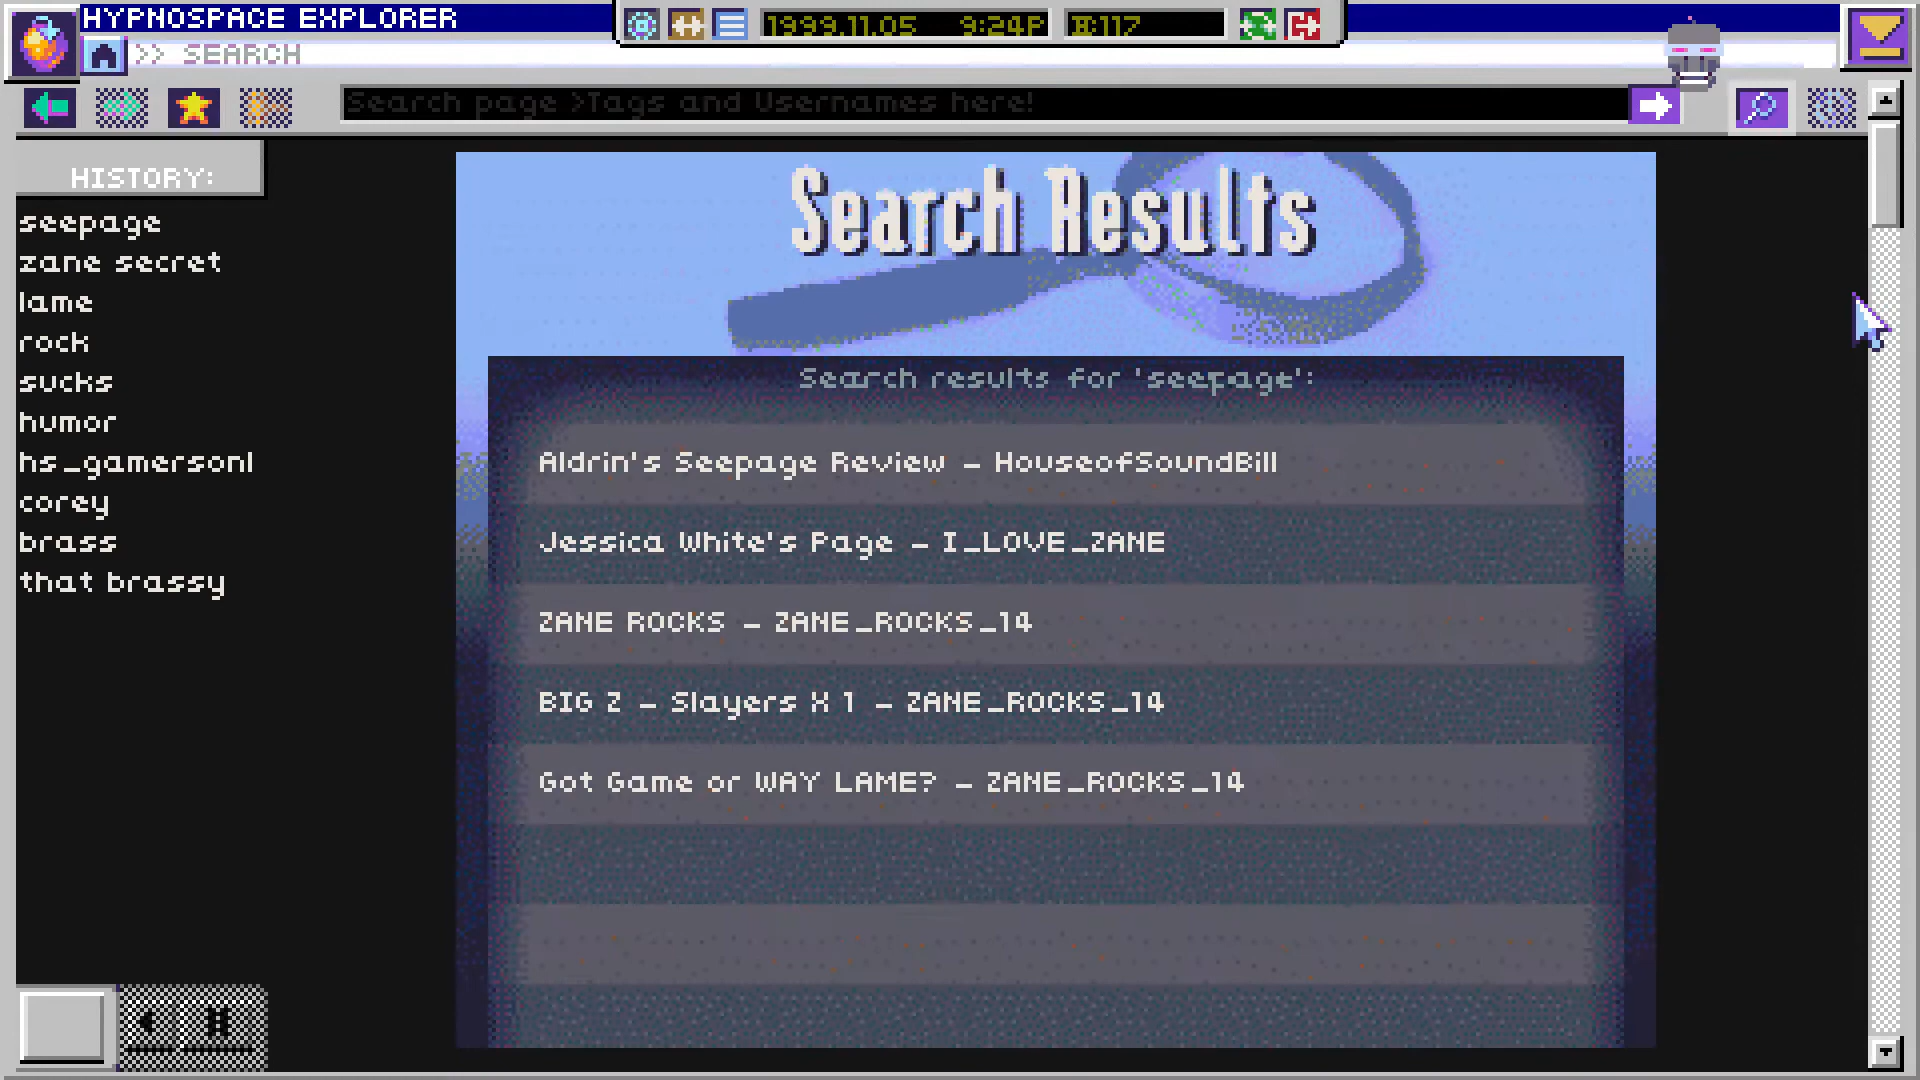 HYPNOSPACE EXPLORER
1999.11.05 9:24P
117
>> SEARCH
Search page >Tags and Usernames here!
HISTORY:
seepage
zane secret
lame
rock
sucks
humor
hs_gamersonl
corey
brass
that brassy
Search Results
Search results for 'seepage':
Aldrin's Seepage Review - HouseofSoundBill
Jessica White's Page - I_LOVE_ZANE
ZANE ROCKS - ZANE_ROCKS_14
BIG Z - Slayers X 1 - ZANE_ROCKS_14
Got Game or WAY LAME? - ZANE_ROCKS_14